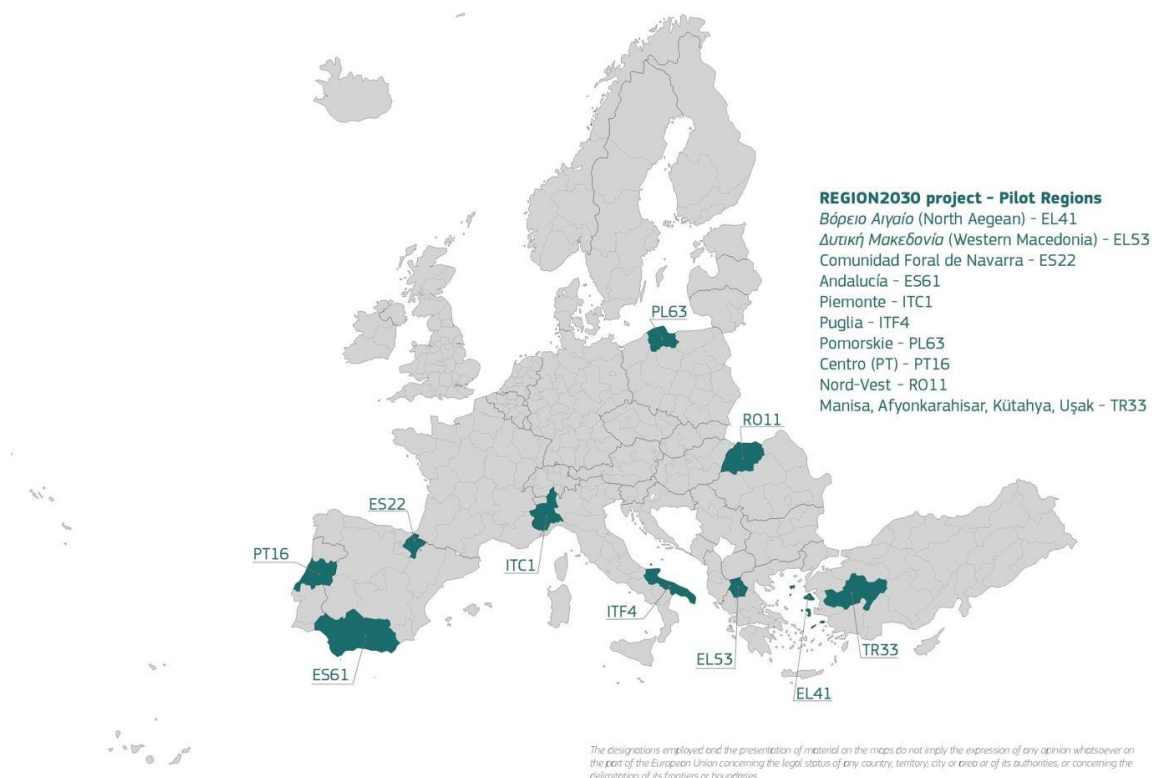 REGION2030 project - Pilot Regions
Βόρειο Αιγαίο (North Aegean) - EL41
Δυτική Μακεδονία (Western Macedonia) - EL53
Comunidad Foral de Navarra - ES22
Andalucía - ES61
Piemonte - ITC1
Puglia - ITF4
Pomorskie - PL63
Centro (PT) - PT16
Nord-Vest - RO11
Manisa, Afyonkarahisar, Kütahya, Uşak - TR33
PL63
RO11
ES22
PT16
ITC1
ITF4
ES61
EL53
TR33
EL41
The designations employed and the presentation of material on the maps do not imply the expression of any opinion whatsoever on
the part of the European Union concerning the legal status of any country, territory, city or area or of its authorities, or concerning the
delimitation of its frontiers or boundaries.